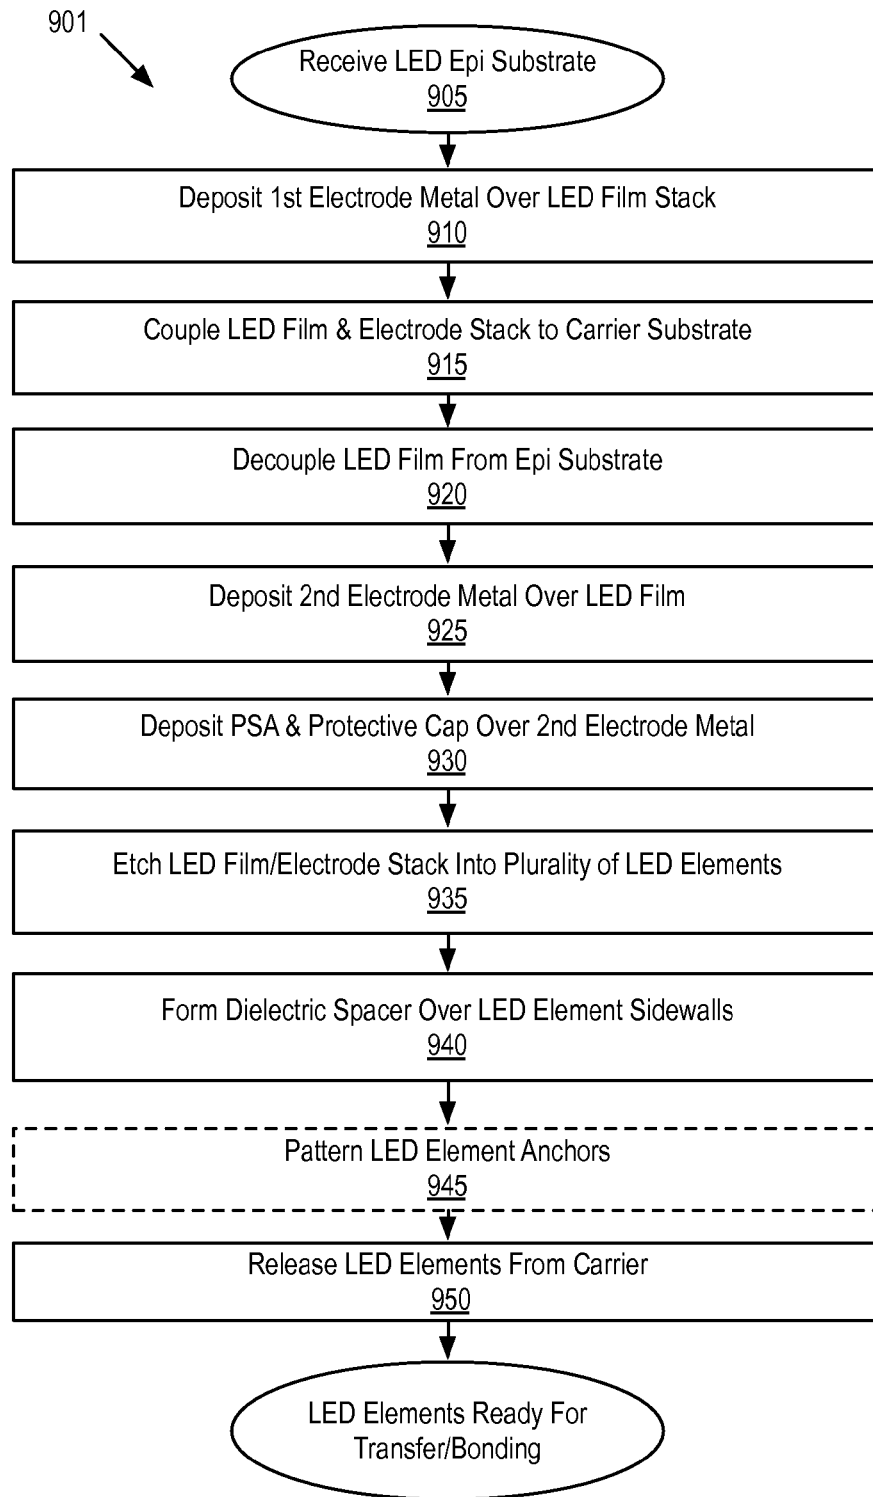 901
Receive LED Epi Substrate
905
Deposit 1st Electrode Metal Over LED Film Stack
910
Couple LED Film & Electrode Stack to Carrier Substrate
915
Decouple LED Film From Epi Substrate
920
Deposit 2nd Electrode Metal Over LED Film
925
Deposit PSA & Protective Cap Over 2nd Electrode Metal
930
Etch LED Film/Electrode Stack Into Plurality of LED Elements
935
Form Dielectric Spacer Over LED Element Sidewalls
940
Pattern LED Element Anchors
945
Release LED Elements From Carrier
950
LED Elements Ready For
Transfer/Bonding